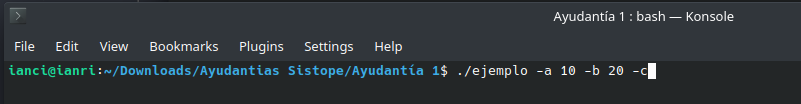 Ayudantía 1 : bash — Konsole
File Edit View Bookmarks Plugins Settings Help
ianci@ianri:~/Downloads/Ayudantias Sistope/Ayudantía 1$ ./ejemplo -a 10 -b 20 -c